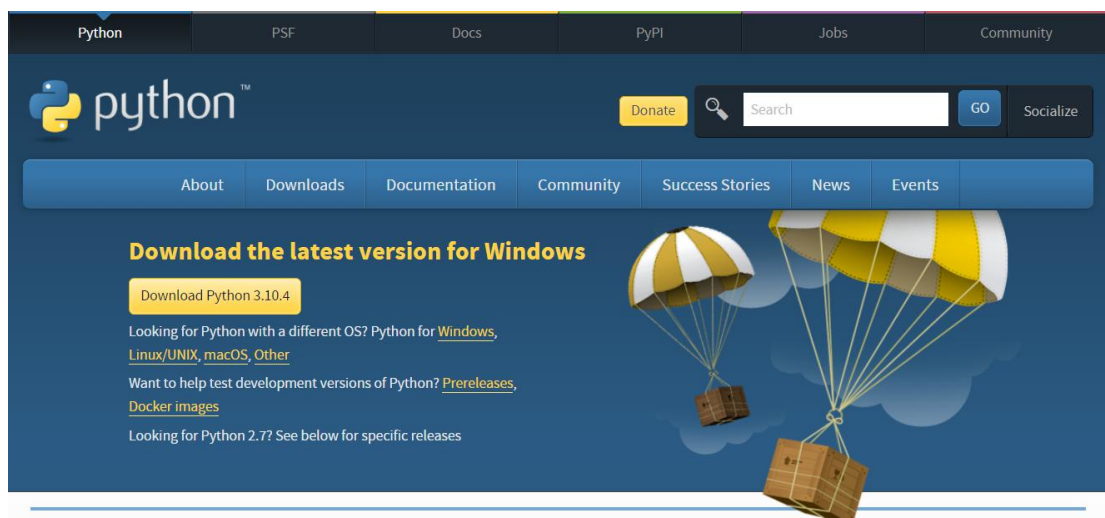 Python PSF Docs PyPI Jobs Community
python™
Donate Search GO Socialize
About Downloads Documentation Community Success Stories News Events
Download the latest version for Windows
Download Python 3.10.4
Looking for Python with a different OS? Python for Windows,
Linux/UNIX, macOS, Other
Want to help test development versions of Python? Prereleases,
Docker images
Looking for Python 2.7? See below for specific releases